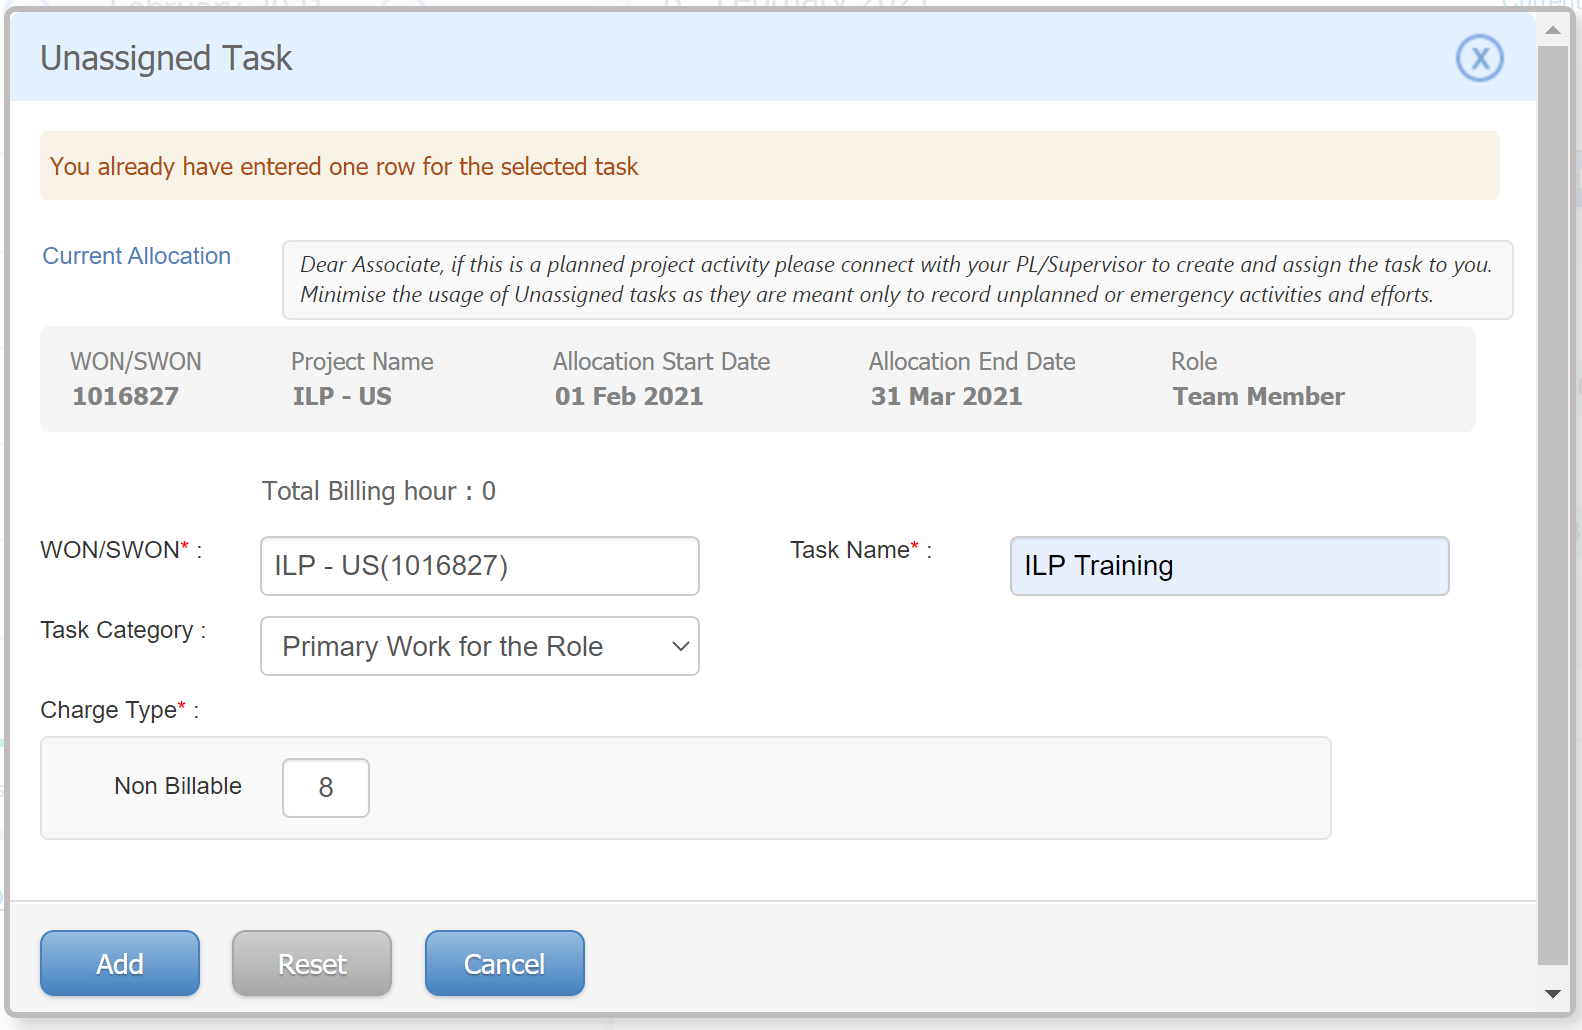 Unassigned Task
X
You already have entered one row for the selected task
Current Allocation
Dear Associate, if this is a planned project activity please connect with your PL/Supervisor to create and assign the task to you.
Minimise the usage of Unassigned tasks as they are meant only to record unplanned or emergency activities and efforts.
WON/SWON Project Name Allocation Start Date Allocation End Date Role
1016827 ILP - US 01 Feb 2021 31 Mar 2021 Team Member
Total Billing hour : 0
WON/SWON* : ILP - US(1016827) Task Name* : ILP Training
Task Category : Primary Work for the Role
Charge Type* :
Non Billable 8
Add Reset Cancel